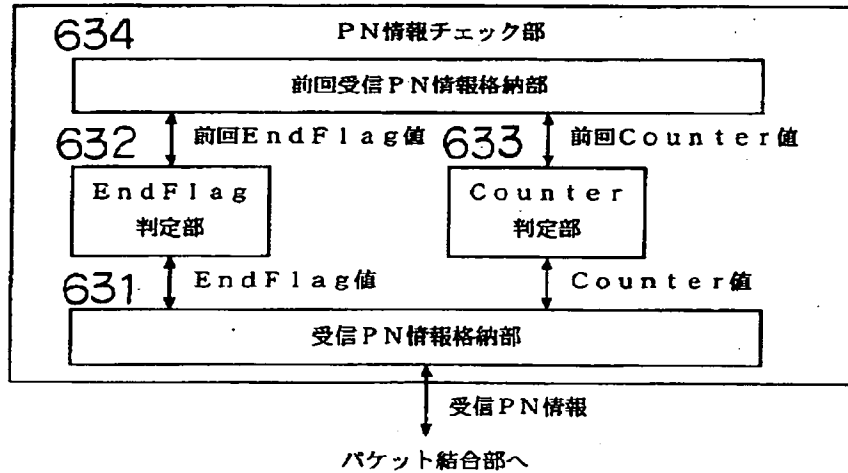 634 PN情報チェック部
前回受信PN情報格納部
632 前回EndFlag値 633 前回Counter値
EndFlag
判定部
Counter
判定部
631 EndFlag値 Counter値
受信PN情報格納部
受信PN情報
パケット結合部へ